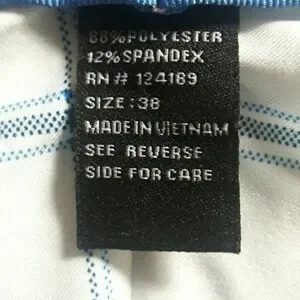 88% POLYESTER
12% SPANDEX
RN # 124189
SIZE : 38
MADE IN VIETNAM
SEE REVERSE
SIDE FOR CARE